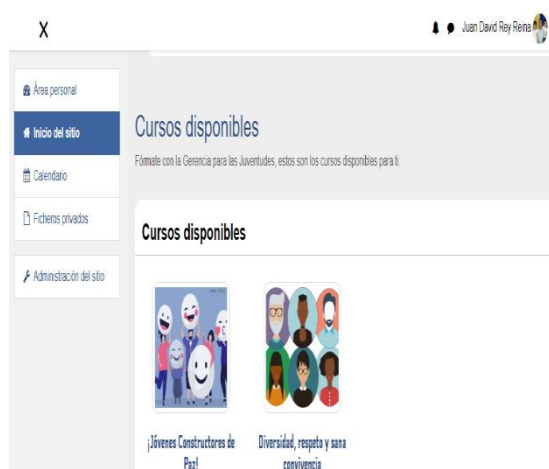 X
Juan David Rey Reina
Área personal
Inicio del sitio
Calendario
Ficheros privados
Administración del sitio
Cursos disponibles
Fórmate con la Gerencia para las Juventudes, estos son los cursos disponibles para ti.
Cursos disponibles
¡Jóvenes Constructores de
Paz!
Diversidad, respeto y sana
convivencia